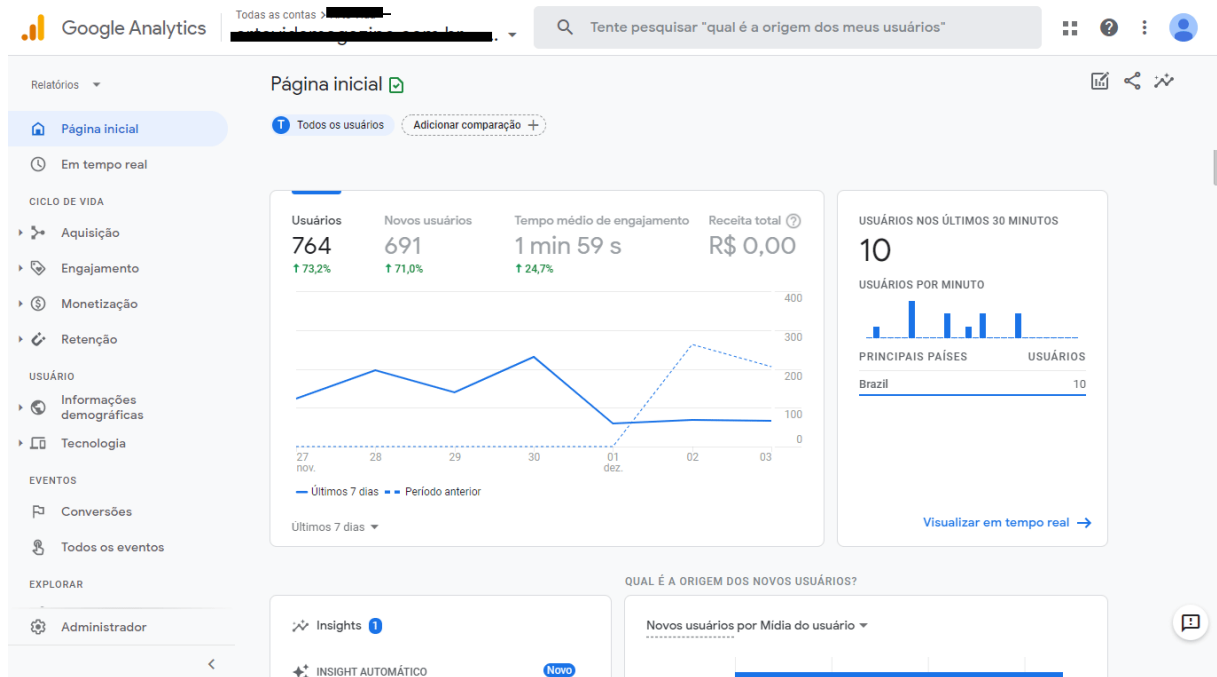 Google Analytics
Todas as contas >
Tente pesquisar "qual é a origem dos meus usuários"
Relatórios
Página inicial
Em tempo real
CICLO DE VIDA
Aquisição
Engajamento
Monetização
Retenção
USUÁRIO
Informações
demográficas
Tecnologia
EVENTOS
Conversões
Todos os eventos
EXPLORAR
Administrador
Página inicial
T Todos os usuários
Adicionar comparação +
Usuários
764
↑ 73,2%
Novos usuários
691
↑ 71,0%
Tempo médio de engajamento
1 min 59 s
↑ 24,7%
Receita total
R$ 0,00
400
300
200
100
0
27
nov.
28
29
30
01
dez.
02
03
Últimos 7 dias
Período anterior
Últimos 7 dias
USUÁRIOS NOS ÚLTIMOS 30 MINUTOS
10
USUÁRIOS POR MINUTO
PRINCIPAIS PAÍSES USUÁRIOS
Brazil 10
Visualizar em tempo real →
Insights 1
INSIGHT AUTOMÁTICO Novo
QUAL É A ORIGEM DOS NOVOS USUÁRIOS?
Novos usuários por Mídia do usuário